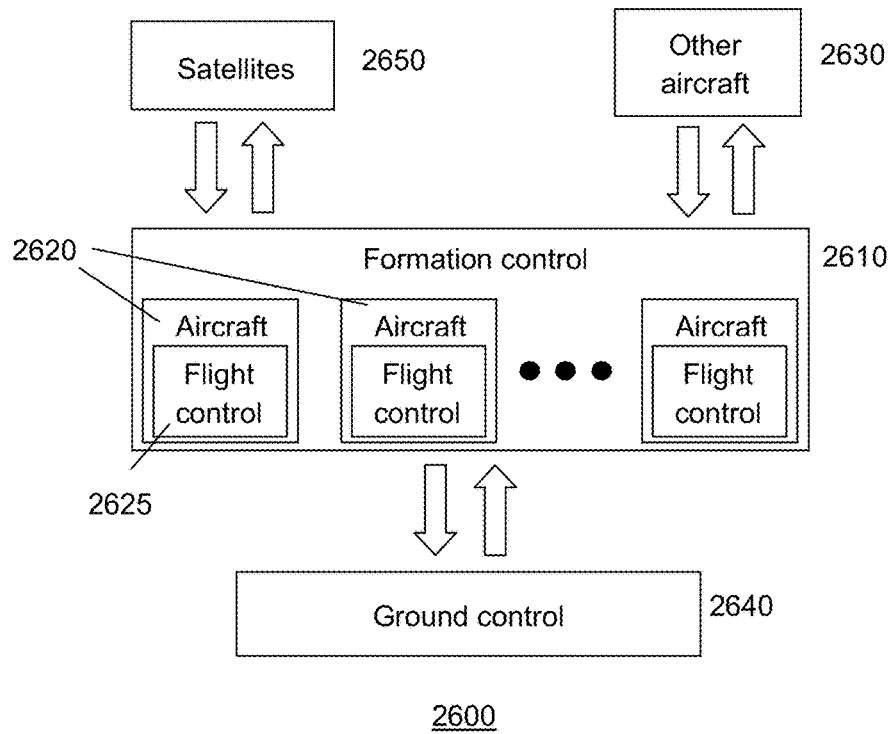 Satellites
2650
Other
aircraft
2630
2620
Formation control
2610
Aircraft
Flight
control
Aircraft
Flight
control
Aircraft
Flight
control
2625
Ground control
2640
2600